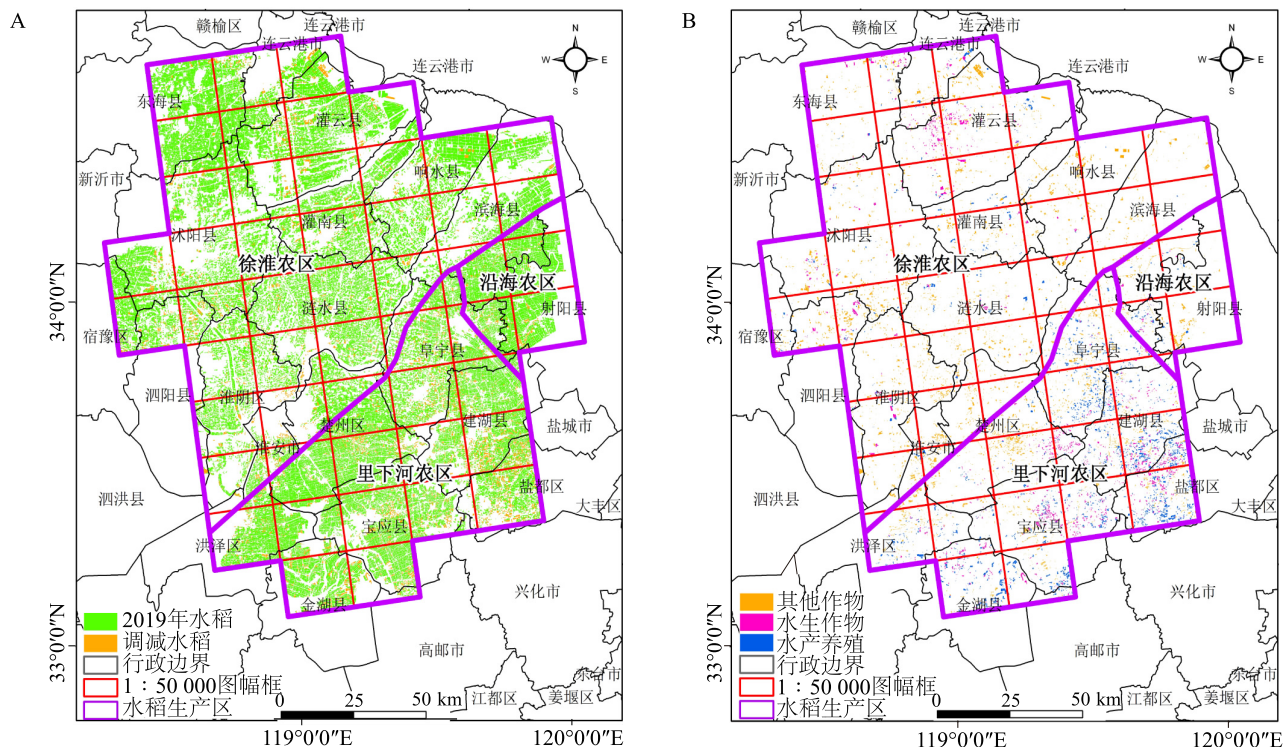 A
赣榆区
连云港市
连云港市
连云港市
N
W
E
S
东海县
灌云县
新沂市
响水县
沭阳县
灌南县
滨海县
徐淮农区
沿海农区
34°0′0″N
涟水县
射阳县
宿豫区
阜宁县
泗阳县
淮阴区
建湖县
楚州区
盐城市
淮安市
里下河农区
泗洪县
盐都区
大丰区
宝应县
洪泽区
兴化市
金湖县
2019年水稻
调减水稻
高邮市
33°0′0″N
行政边界
东台市
1∶50 000图幅框
0
25
50 km
江都区
姜堰区
水稻生产区
119°0′0″E
120°0′0″E
B
赣榆区
连云港市
连云港市
连云港市
N
W
E
S
东海县
灌云县
新沂市
响水县
沭阳县
灌南县
滨海县
徐淮农区
沿海农区
34°0′0″N
涟水县
射阳县
宿豫区
阜宁县
泗阳县
淮阴区
建湖县
楚州区
盐城市
淮安市
里下河农区
泗洪县
盐都区
大丰区
宝应县
洪泽区
兴化市
其他作物
金湖县
水生作物
水产养殖
高邮市
33°0′0″N
行政边界
东台市
1∶50 000图幅框
0
25
50 km
江都区
姜堰区
水稻生产区
119°0′0″E
120°0′0″E